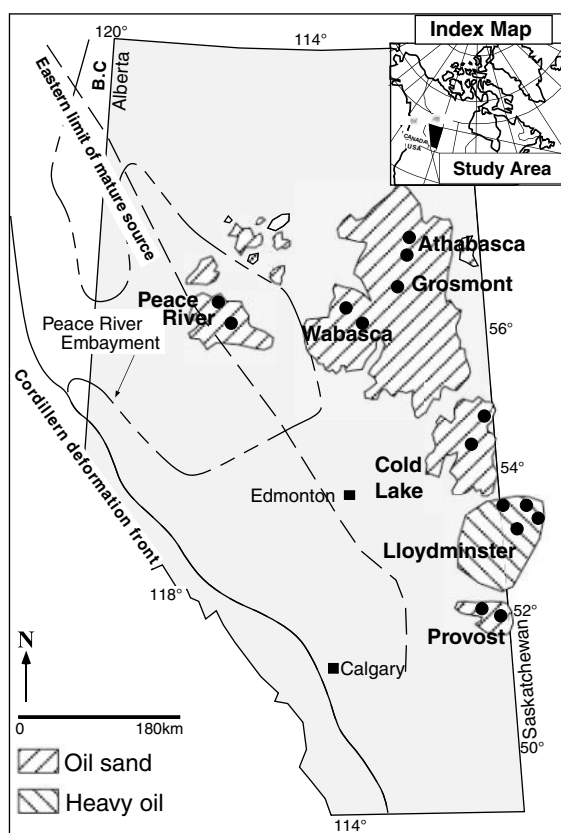 120°
114°
Index Map
CANADA
USA
Study Area
B.C
Alberta
Eastern limit of mature source
Athabasca
Grosmont
Peace
River
Wabasca
56°
Peace River
Embayment
Cordillern deformation front
54°
Cold
Lake
Edmonton
Lloydminster
118°
52°
Provost
Saskatchewan
N
Calgary
0
180km
50°
Oil sand
Heavy oil
114°